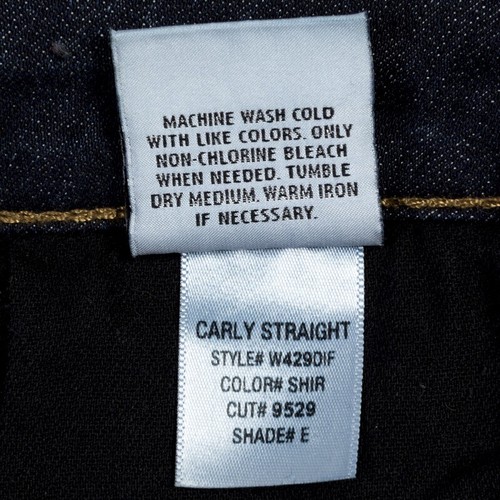 MACHINE WASH COLD
WITH LIKE COLORS. ONLY
NON-CHLORINE BLEACH
WHEN NEEDED. TUMBLE
DRY MEDIUM. WARM IRON
IF NECESSARY.
CARLY STRAIGHT
STYLE# W429DIF
COLOR# SHIR
CUT# 9529
SHADE# E